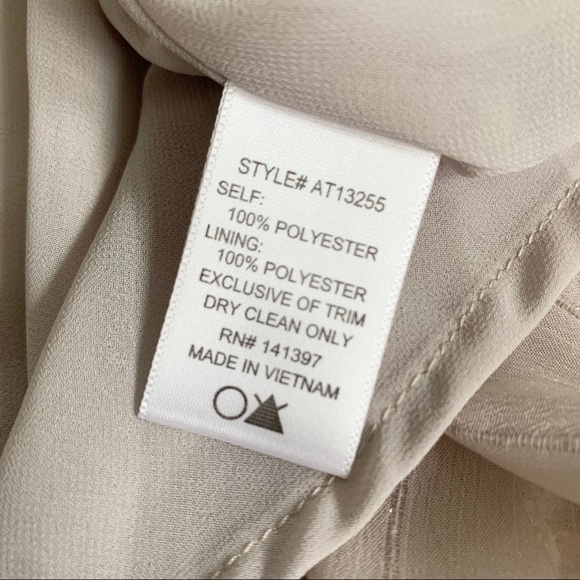 STYLE# AT13255
SELF:
100% POLYESTER
LINING:
100% POLYESTER
EXCLUSIVE OF TRIM
DRY CLEAN ONLY
RN# 141397
MADE IN VIETNAM